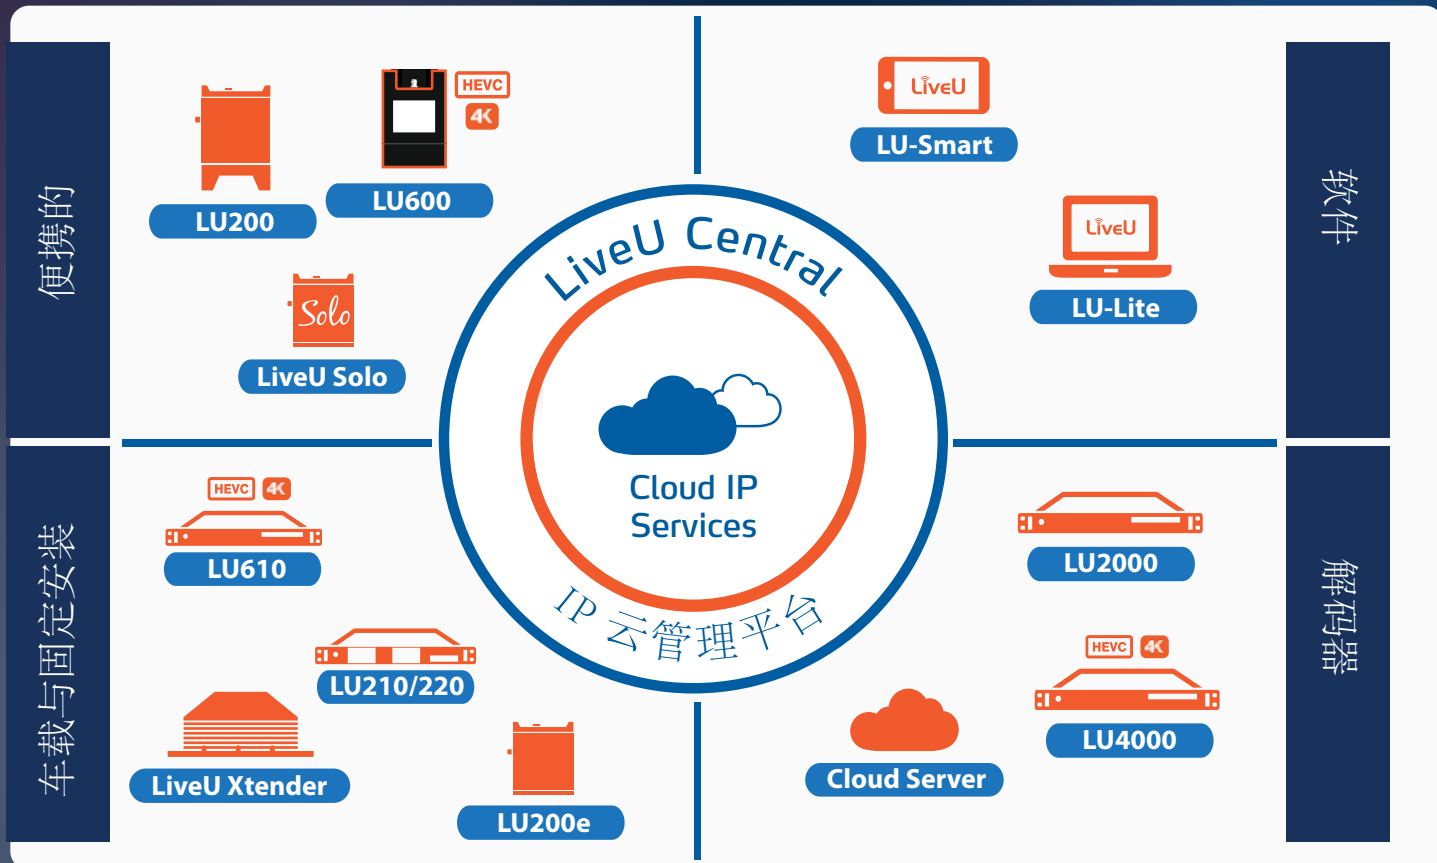 便携的
LU200
HEVC
4K
LU600
Solo
LiveU Solo
LiveU
LU-Smart
LiveU
LU-Lite
软件
LiveU Central
Cloud IP
Services
IP 云管理平台
车载与固定安装
HEVC 4K
LU610
LU210/220
LiveU Xtender
LU200e
LU2000
HEVC 4K
LU4000
Cloud Server
解码器